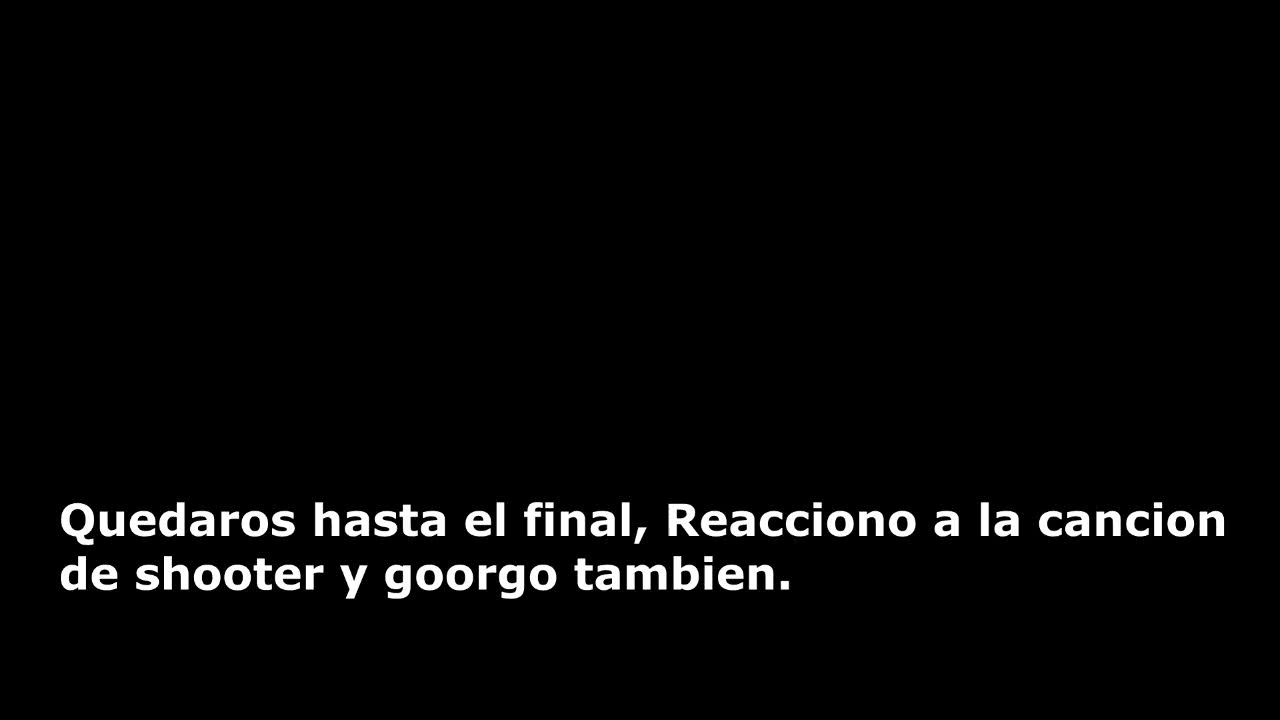 Quedaros hasta el final, Reacciono a la cancion
de shooter y goorgo tambien.